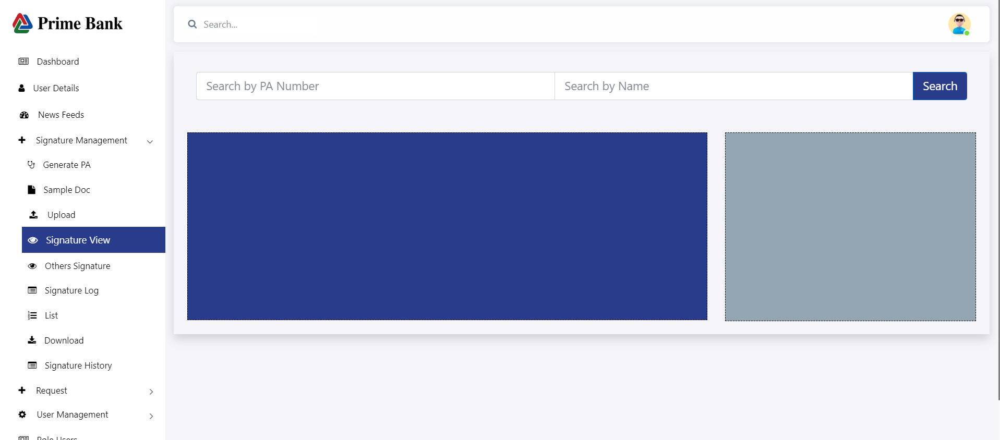 Prime Bank
Search...
Dashboard
User Details
News Feeds
Signature Management
Generate PA
Sample Doc
Upload
Signature View
Others Signature
Signature Log
List
Download
Signature History
Request
User Management
Role Users
Search by PA Number
Search by Name
Search